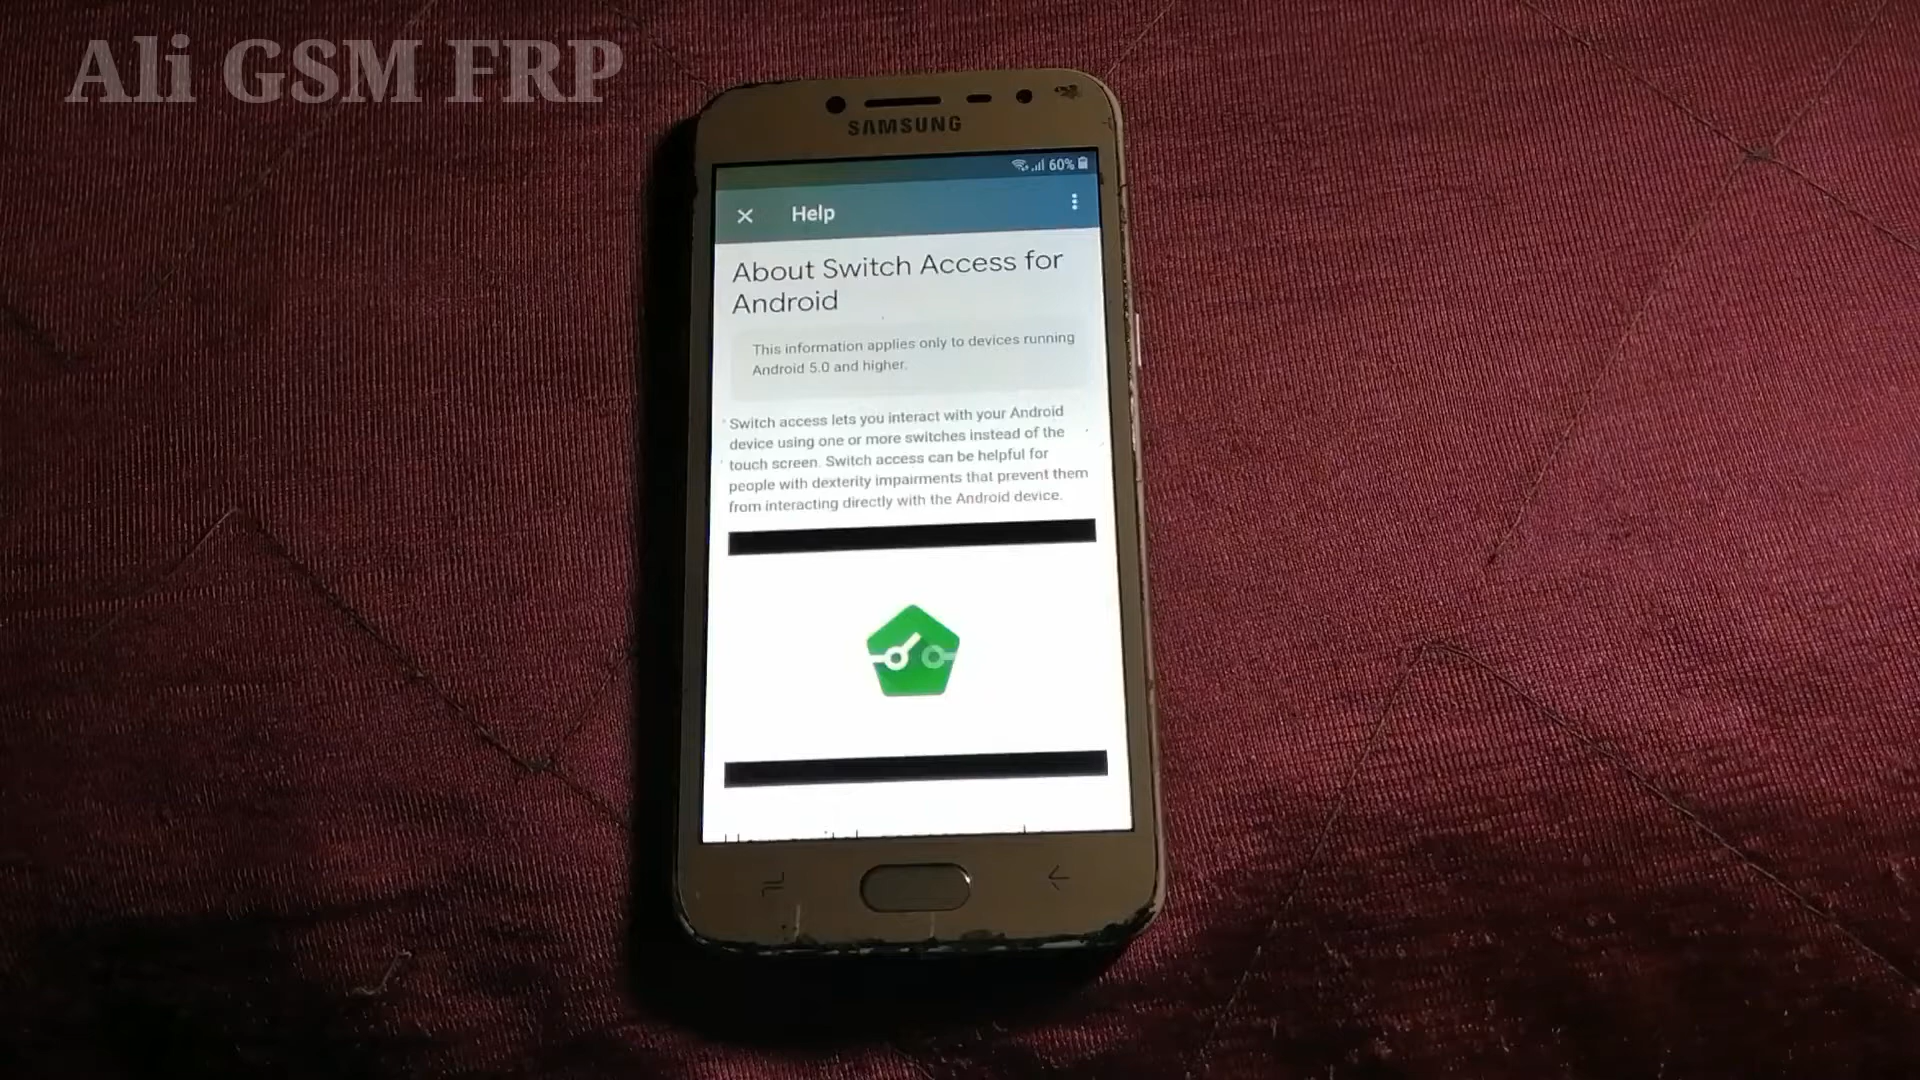 Ali GSM FRP
SAMSUNG
60%
Help
About Switch Access for
Android
This information applies only to devices running
Android 5.0 and higher.
Switch access lets you interact with your Android
device using one or more switches instead of the
touch screen. Switch access can be helpful for
people with dexterity impairments that prevent them
from interacting directly with the Android device.